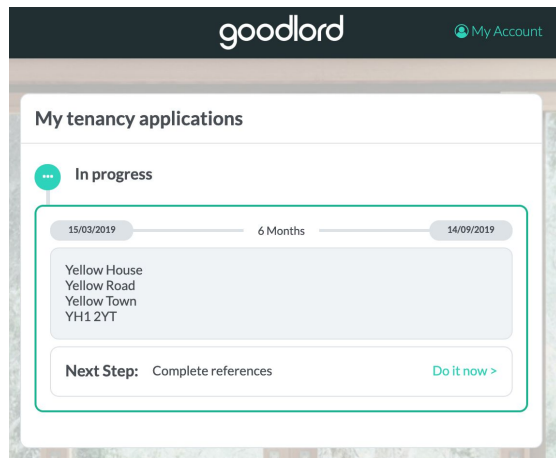 goodlord
My Account
My tenancy applications
In progress
15/03/2019 6 Months 14/09/2019
Yellow House
Yellow Road
Yellow Town
YH1 2YT
Next Step: Complete references Do it now >